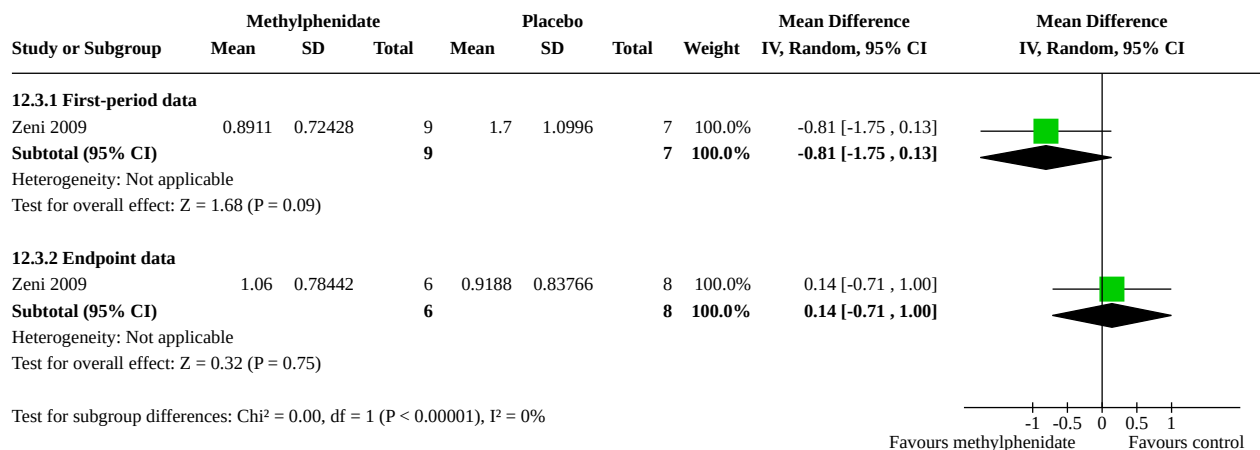 Methylphenidate Placebo Mean Difference Mean Difference
Study or Subgroup Mean SD Total Mean SD Total Weight IV, Random, 95% CI IV, Random, 95% CI
12.3.1 First-period data
Zeni 2009 0.8911 0.72428 9 1.7 1.0996 7 100.0% -0.81 [-1.75 , 0.13]
Subtotal (95% CI) 9 7 100.0% -0.81 [-1.75 , 0.13]
Heterogeneity: Not applicable
Test for overall effect: Z = 1.68 (P = 0.09)
12.3.2 Endpoint data
Zeni 2009 1.06 0.78442 6 0.9188 0.83766 8 100.0% 0.14 [-0.71 , 1.00]
Subtotal (95% CI) 6 8 100.0% 0.14 [-0.71 , 1.00]
Heterogeneity: Not applicable
Test for overall effect: Z = 0.32 (P = 0.75)
Test for subgroup differences: Chi² = 0.00, df = 1 (P < 0.00001), I² = 0%
-1 -0.5 0 0.5 1
Favours methylphenidate Favours control